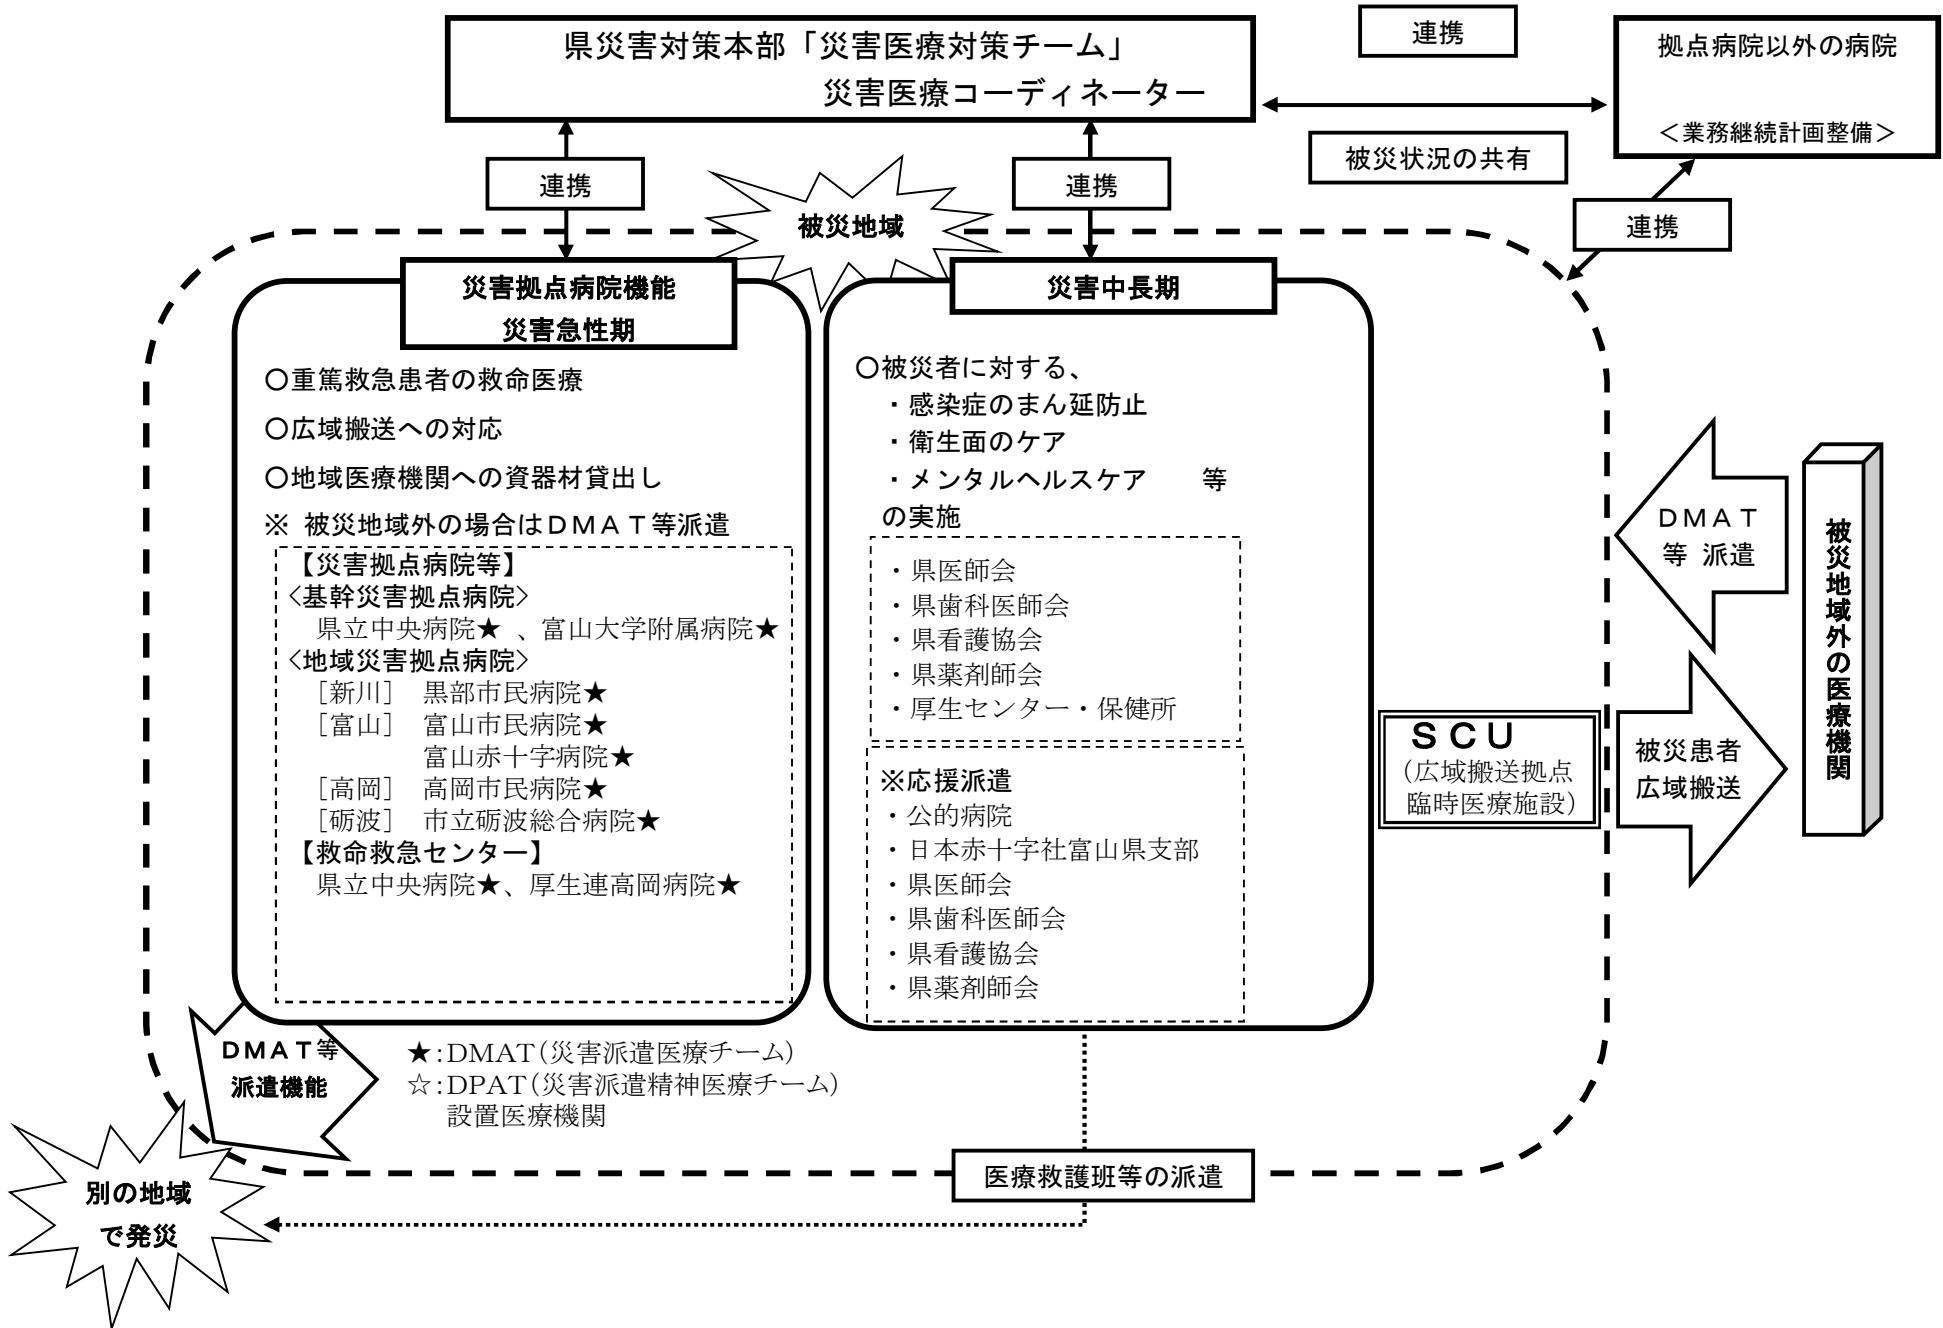 県災害対策本部「災害医療対策チーム」
災害医療コーディネーター
連携
拠点病院以外の病院
＜業務継続計画整備＞
被災状況の共有
連携
連携
連携
被災地域
災害拠点病院機能
災害急性期
○重篤救急患者の救命医療
○広域搬送への対応
○地域医療機関への資器材貸出し
※ 被災地域外の場合はＤＭＡＴ等派遣
【災害拠点病院等】
<基幹災害拠点病院>
県立中央病院★ 、富山大学附属病院★
<地域災害拠点病院>
［新川］ 黒部市民病院★
［富山］ 富山市民病院★
富山赤十字病院★
［高岡］ 高岡市民病院★
［砺波］ 市立砺波総合病院★
【救命救急センター】
県立中央病院★、厚生連高岡病院★
災害中長期
○被災者に対する、
・感染症のまん延防止
・衛生面のケア
・メンタルヘルスケア　等
の実施
・県医師会
・県歯科医師会
・県看護協会
・県薬剤師会
・厚生センター・保健所
※応援派遣
・公的病院
・日本赤十字社富山県支部
・県医師会
・県歯科医師会
・県看護協会
・県薬剤師会
ＳＣＵ
（広域搬送拠点
臨時医療施設）
ＤＭＡＴ
等 派遣
被災患者
広域搬送
被災地域外の医療機関
ＤＭＡＴ等
派遣機能
★：DMAT（災害派遣医療チーム）
☆：DPAT（災害派遣精神医療チーム）
設置医療機関
医療救護班等の派遣
別の地域
で発災